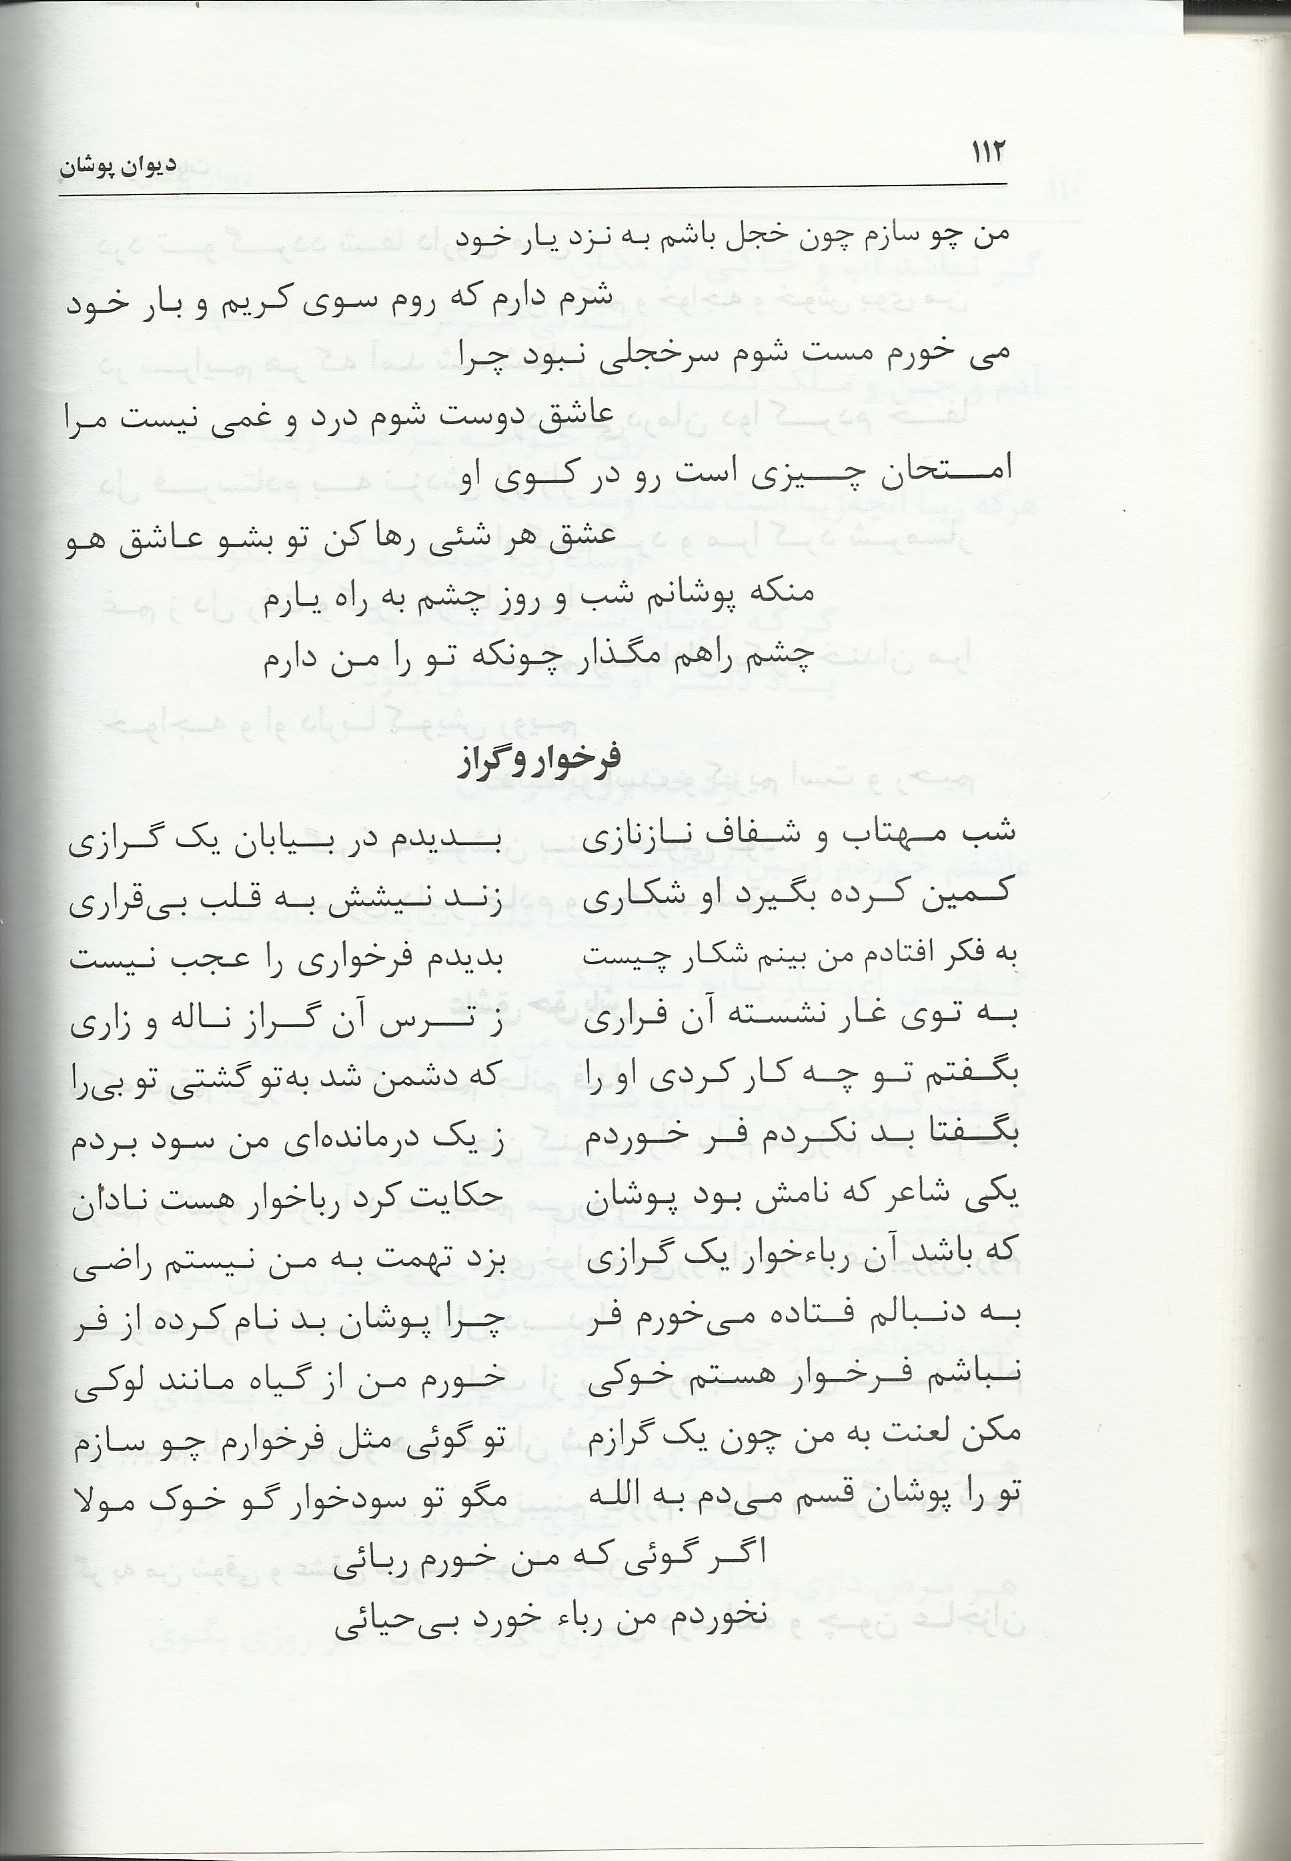 ۱۱۲
دیوان پوشان
من چو سازم چون خجل باشم به نزد یار خود
شرم دارم که روم سوی کریم و بار خود
می خورم مست شوم سرخجلی نبود چرا
عاشق دوست شوم درد و غمی نیست مرا
امتحان چیزی است رو در کوی او
عشق هر شئی رها کن تو بشو عاشق هو
منکه پوشانم شب و روز چشم به راه یارم
چشم راهم مگذار چونکه تو را من دارم
فرخوار و گراز
شب مهتاب و شفاف نازنازی بدیدم در بیابان یک گرازی
کمین کرده بگیرد او شکاری زند نیشش به قلب بی‌قراری
به فکر افتادم من بینم شکار چیست بدیدم فرخواری را عجب نیست
به توی غار نشسته آن فراری ز ترس آن گراز ناله و زاری
بگفتم تو چه کار کردی او را که دشمن شد به‌تو گشتی تو بی‌را
بگفتا بد نکردم فر خوردم ز یک درمانده‌ای من سود بردم
یکی شاعر که نامش بود پوشان حکایت کرد رباخوار هست نادان
که باشد آن رباءخوار یک گرازی بزد تهمت به من نیستم راضی
به دنبالم فتاده می‌خورم فر چرا پوشان بد نام کرده از فر
نباشم فرخوار هستم خوکی خورم من از گیاه مانند لوکی
مکن لعنت به من چون یک گرازم تو گوئی مثل فرخوارم چو سازم
تو را پوشان قسم می‌دم به الله مگو تو سودخوار گو خوک مولا
اگر گوئی که من خورم ربائی
نخوردم من رباء خورد بی‌حیائی